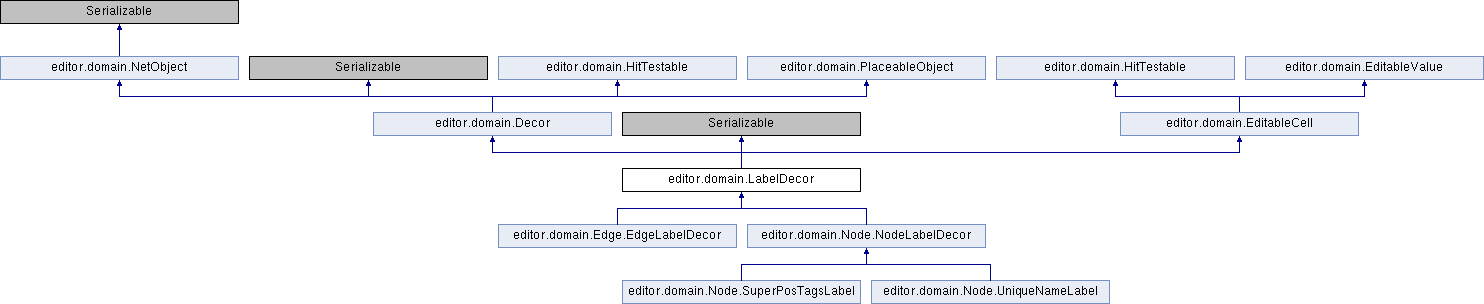 Serializable
editor.domain.NetObject
Serializable
editor.domain.HitTestable
editor.domain.PlaceableObject
editor.domain.HitTestable
editor.domain.EditableValue
editor.domain.Decor
Serializable
editor.domain.EditableCell
editor.domain.LabelDecor
editor.domain.Edge.EdgeLabelDecor
editor.domain.Node.NodeLabelDecor
editor.domain.Node.SuperPosTagsLabel
editor.domain.Node.UniqueNameLabel